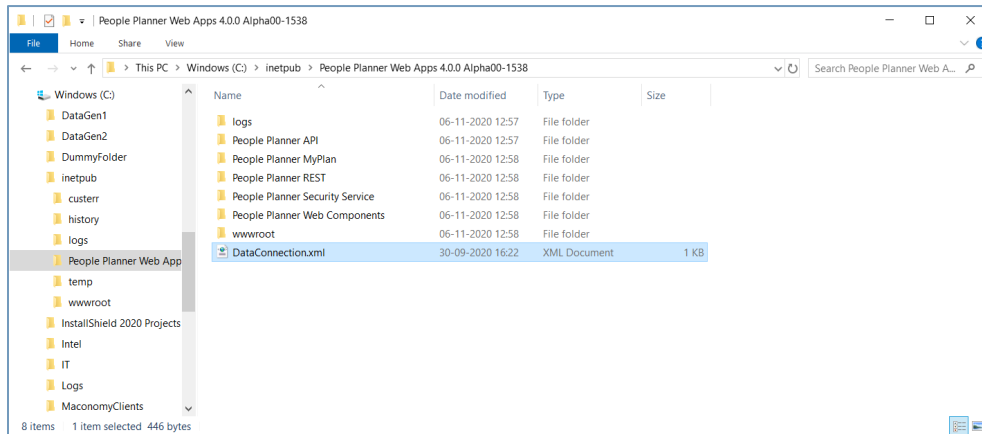 People Planner Web Apps 4.0.0 Alpha00-1538
File Home Share View
This PC > Windows (C:) > inetpub > People Planner Web Apps 4.0.0 Alpha00-1538
Search People Planner Web A...
Windows (C:)
DataGen1
DataGen2
DummyFolder
inetpub
custerr
history
logs
People Planner Web App
temp
wwwroot
InstallShield 2020 Projects
Intel
IT
Logs
MaconomyClients
Name Date modified Type Size
logs 06-11-2020 12:57 File folder
People Planner API 06-11-2020 12:57 File folder
People Planner MyPlan 06-11-2020 12:58 File folder
People Planner REST 06-11-2020 12:58 File folder
People Planner Security Service 06-11-2020 12:58 File folder
People Planner Web Components 06-11-2020 12:58 File folder
wwwroot 06-11-2020 12:58 File folder
DataConnection.xml 30-09-2020 16:22 XML Document 1 KB
8 items 1 item selected 446 bytes